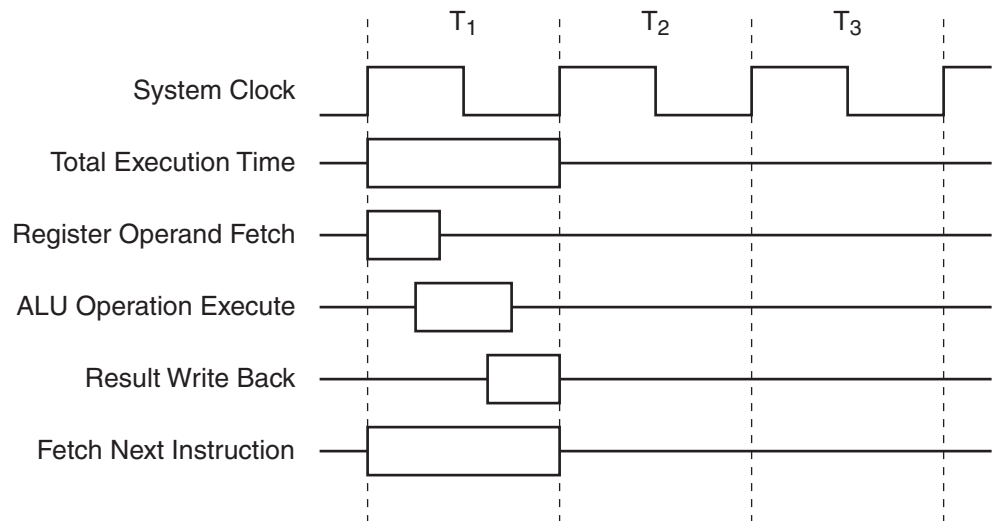 T1 T2 T3
System Clock
Total Execution Time
Register Operand Fetch
ALU Operation Execute
Result Write Back
Fetch Next Instruction